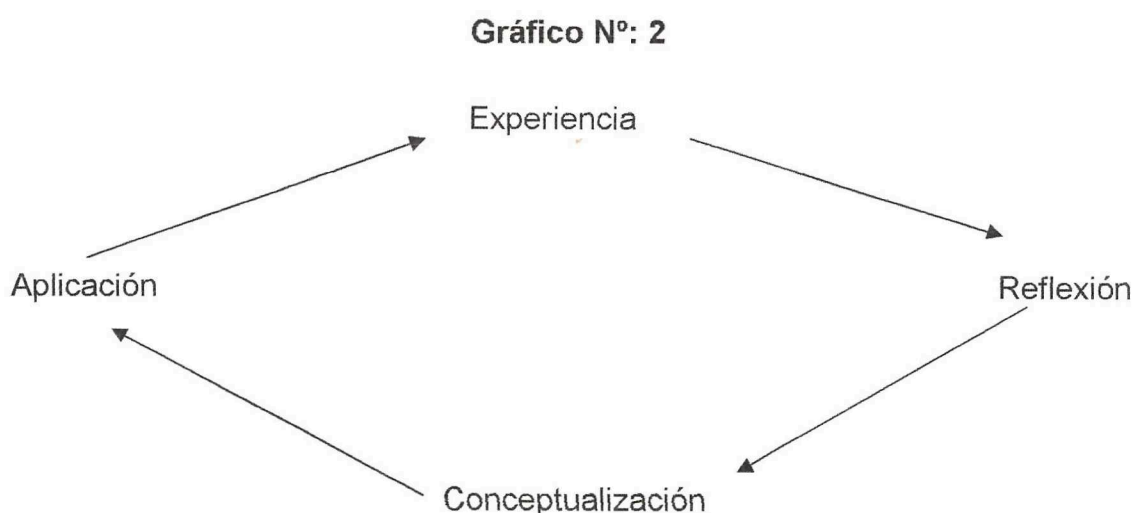 Gráfico Nº: 2
Experiencia
Aplicación
Reflexión
Conceptualización